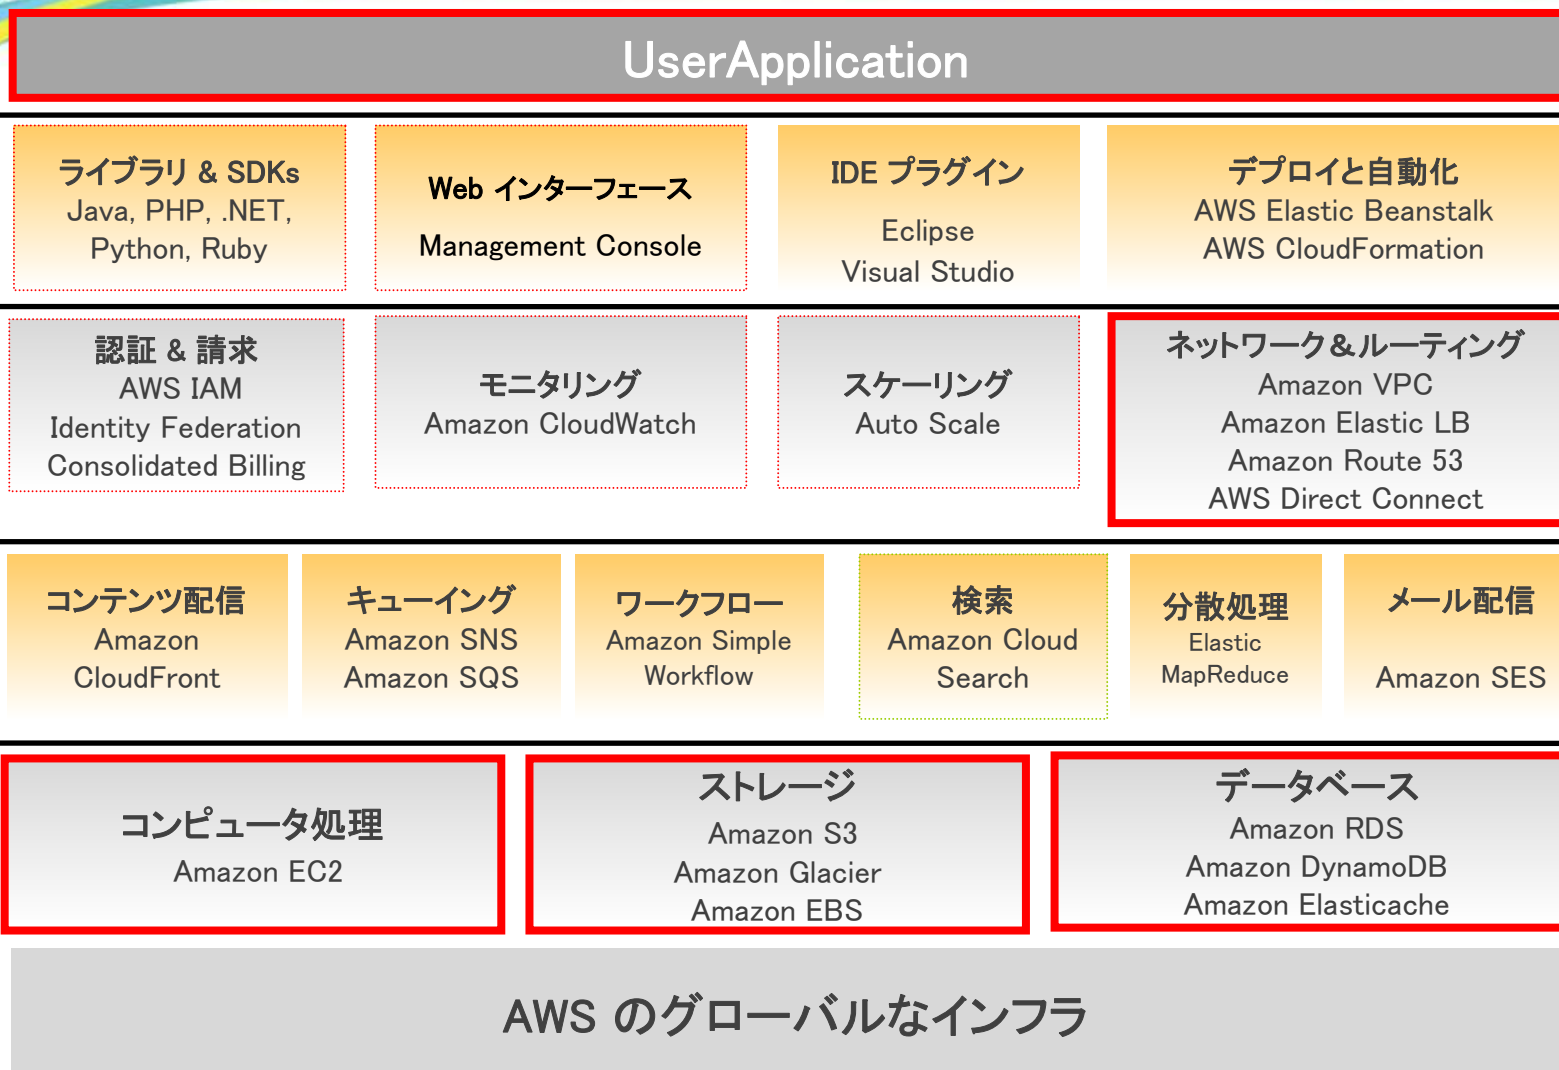 UserApplication
ライブラリ & SDKs
Java, PHP, .NET,
Python, Ruby
Web インターフェース
Management Console
IDE プラグイン
Eclipse
Visual Studio
デプロイと自動化
AWS Elastic Beanstalk
AWS CloudFormation
認証 & 請求
AWS IAM
Identity Federation
Consolidated Billing
モニタリング
Amazon CloudWatch
スケーリング
Auto Scale
ネットワーク＆ルーティング
Amazon VPC
Amazon Elastic LB
Amazon Route 53
AWS Direct Connect
コンテンツ配信
Amazon
CloudFront
キューイング
Amazon SNS
Amazon SQS
ワークフロー
Amazon Simple
Workflow
検索
Amazon Cloud
Search
分散処理
Elastic
MapReduce
メール配信
Amazon SES
コンピュータ処理
Amazon EC2
ストレージ
Amazon S3
Amazon Glacier
Amazon EBS
データベース
Amazon RDS
Amazon DynamoDB
Amazon Elasticache
AWS のグローバルなインフラ